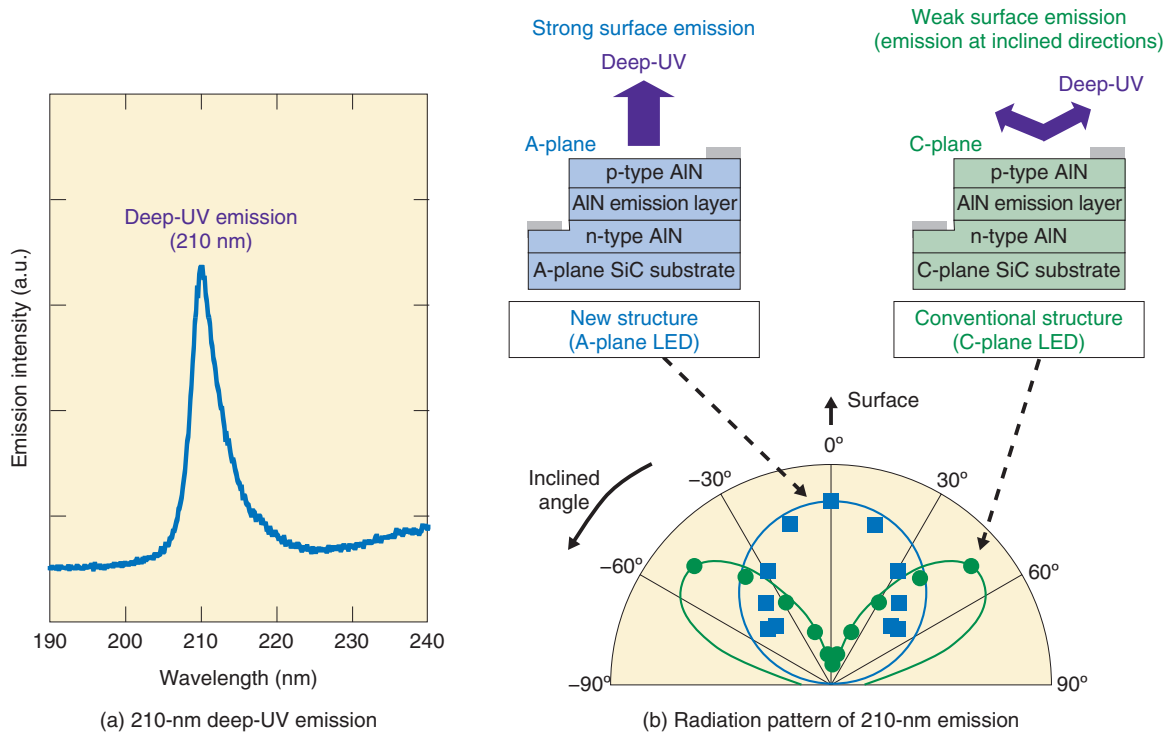 Emission intensity (a.u.)
Deep-UV emission
(210 nm)
190
200
210
220
230
240
Wavelength (nm)
(a) 210-nm deep-UV emission
Strong surface emission
Deep-UV
A-plane
p-type AlN
AlN emission layer
n-type AlN
A-plane SiC substrate
New structure
(A-plane LED)
Weak surface emission
(emission at inclined directions)
Deep-UV
C-plane
p-type AlN
AlN emission layer
n-type AlN
C-plane SiC substrate
Conventional structure
(C-plane LED)
Surface
Inclined
angle
0º
–30º
30º
–60º
60º
–90º
90º
(b) Radiation pattern of 210-nm emission